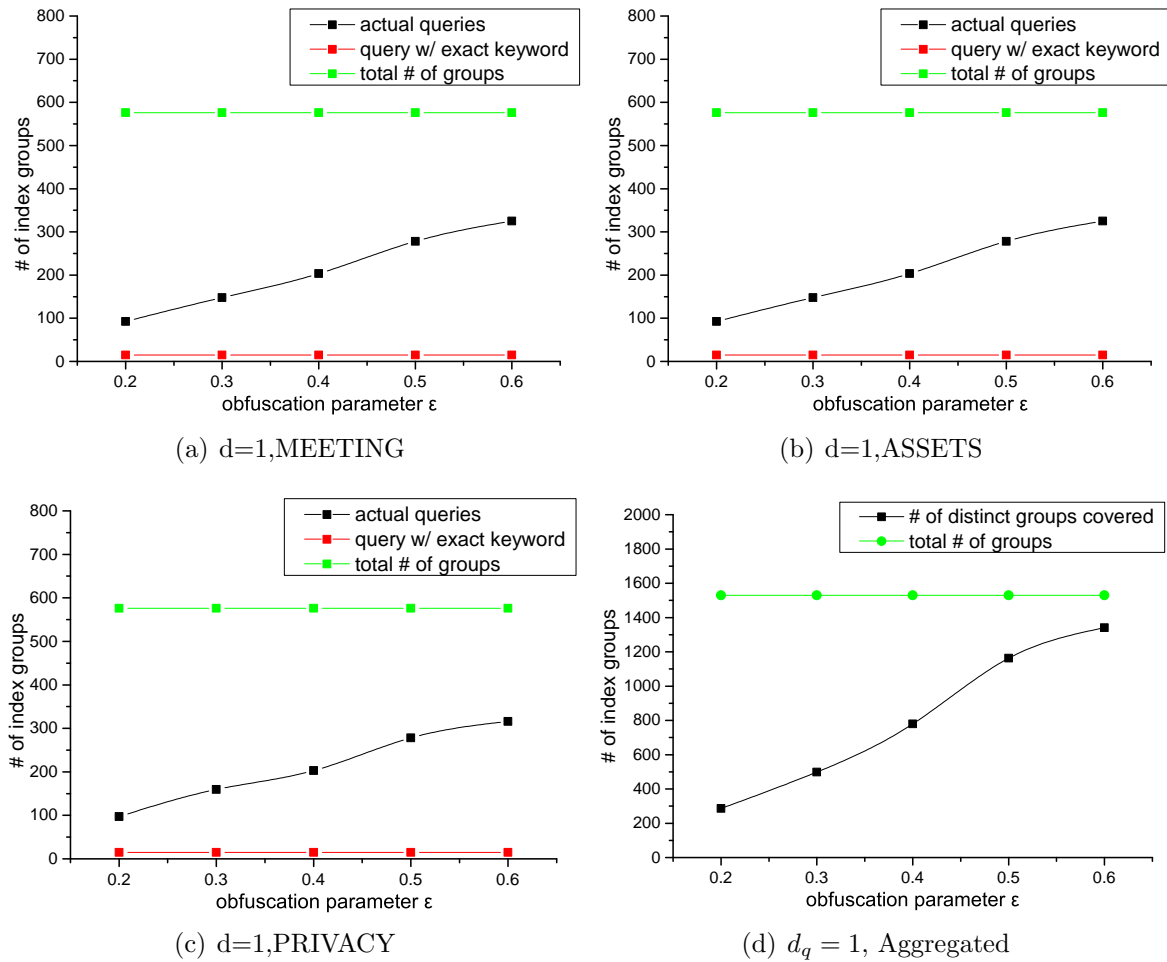 actual queries
query w/ exact keyword
total # of groups
800
700
600
500
400
300
200
100
0
# of index groups
0.2 0.3 0.4 0.5 0.6
obfuscation parameter ε
(a) d=1,MEETING
actual queries
query w/ exact keyword
total # of groups
800
700
600
500
400
300
200
100
0
# of index groups
0.2 0.3 0.4 0.5 0.6
obfuscation parameter ε
(b) d=1,ASSETS
actual queries
query w/ exact keyword
total # of groups
800
700
600
500
400
300
200
100
0
# of index groups
0.2 0.3 0.4 0.5 0.6
obfuscation parameter ε
(c) d=1,PRIVACY
# of distinct groups covered
total # of groups
2000
1800
1600
1400
1200
1000
800
600
400
200
0
# of index groups
0.2 0.3 0.4 0.5 0.6
obfuscation parameter ε
(d) d_q = 1, Aggregated